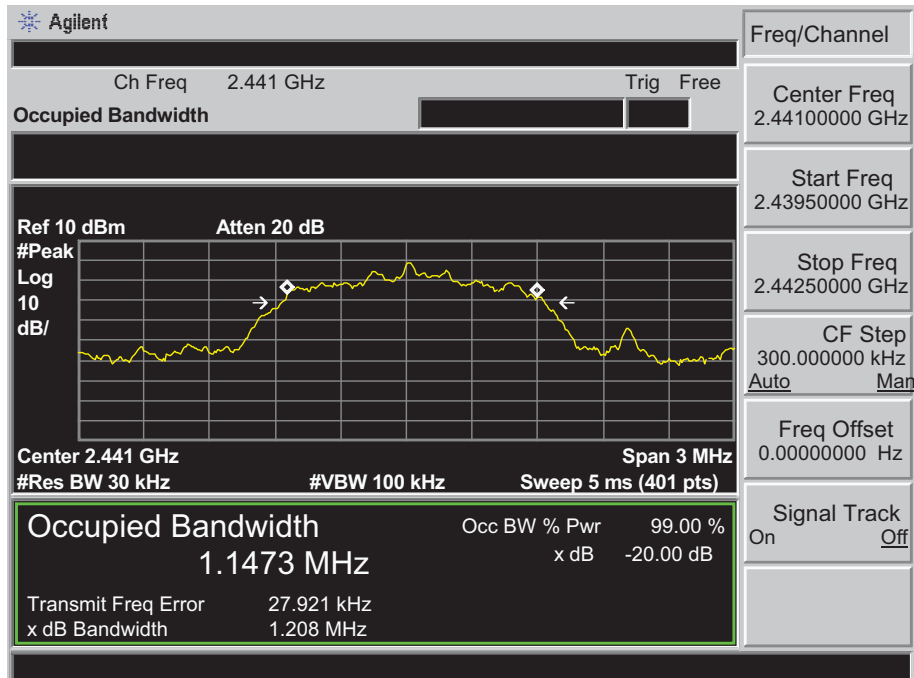 Agilent
Freq/Channel
Ch Freq 2.441 GHz Trig Free
Occupied Bandwidth
Center Freq
2.44100000 GHz
Start Freq
2.43950000 GHz
Stop Freq
2.44250000 GHz
CF Step
300.000000 kHz
Auto Man
Freq Offset
0.00000000 Hz
Signal Track
On Off
Ref 10 dBm Atten 20 dB
#Peak
Log
10
dB/
Center 2.441 GHz Span 3 MHz
#Res BW 30 kHz #VBW 100 kHz Sweep 5 ms (401 pts)
Occupied Bandwidth Occ BW % Pwr 99.00 %
1.1473 MHz x dB -20.00 dB
Transmit Freq Error 27.921 kHz
x dB Bandwidth 1.208 MHz